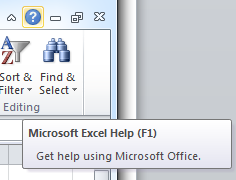 Sort & Find &
Filter Select
Editing
Microsoft Excel Help (F1)
Get help using Microsoft Office.